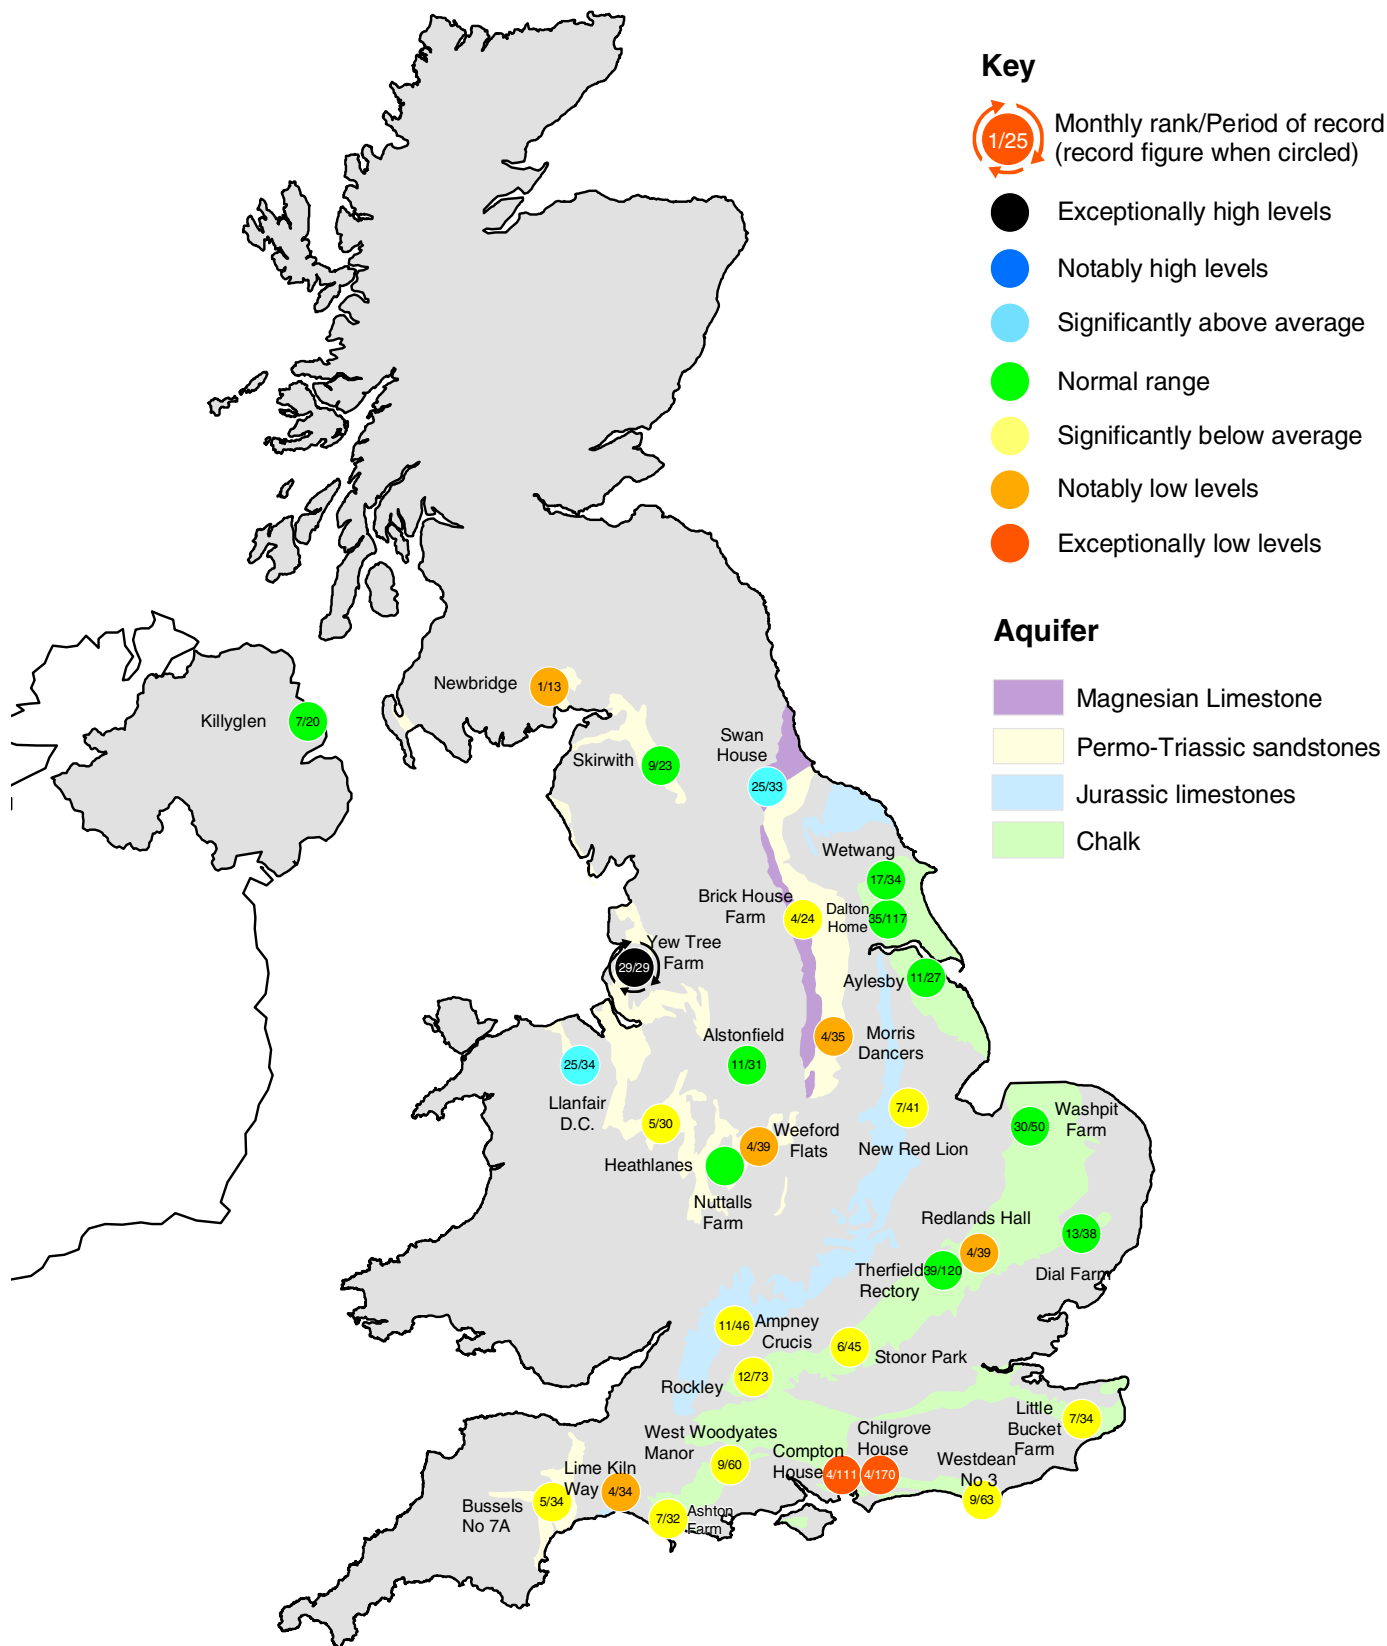 Key
1/25
Monthly rank/Period of record
(record figure when circled)
Exceptionally high levels
Notably high levels
Significantly above average
Normal range
Significantly below average
Notably low levels
Exceptionally low levels
Aquifer
Magnesian Limestone
Permo-Triassic sandstones
Jurassic limestones
Chalk
Newbridge
1/13
Killyglen
7/20
Skirwith
9/23
Swan
House
25/33
Wetwang
17/34
Brick House
Farm
4/24
Dalton
Home
35/117
Yew Tree
Farm
29/29
Aylesby
11/27
Alstonfield
11/31
4/35
Morris
Dancers
25/34
Llanfair
D.C.
5/30
Heathlanes
4/39
Weeford
Flats
Nuttalls
Farm
7/41
New Red Lion
30/50
Washpit
Farm
Redlands Hall
4/39
13/38
Dial Farm
Therfield
Rectory
39/120
11/46
Ampney
Crucis
6/45
Stonor Park
Rockley
12/73
Little
Bucket
Farm
7/34
West Woodyates
Manor
9/60
Chilgrove
House
4/170
Compton
House
4/111
Westdean
No 3
9/63
Lime Kiln
Way
4/34
Bussels
No 7A
5/34
7/32
Ashton
Farm